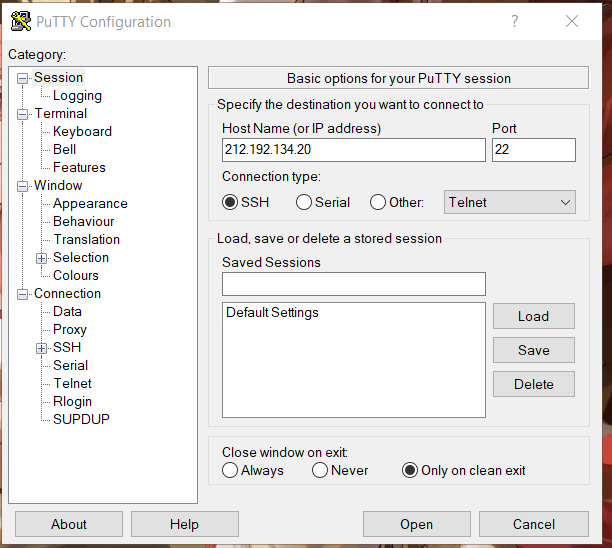 PuTTY Configuration
?
Category:
Session
Logging
Terminal
Keyboard
Bell
Features
Window
Appearance
Behaviour
Translation
Selection
Colours
Connection
Data
Proxy
SSH
Serial
Telnet
Rlogin
SUPDUP
Basic options for your PuTTY session
Specify the destination you want to connect to
Host Name (or IP address) Port
212.192.134.20 22
Connection type:
SSH Serial Other: Telnet
Load, save or delete a stored session
Saved Sessions
Default Settings
Load
Save
Delete
Close window on exit:
Always Never Only on clean exit
About Help Open Cancel